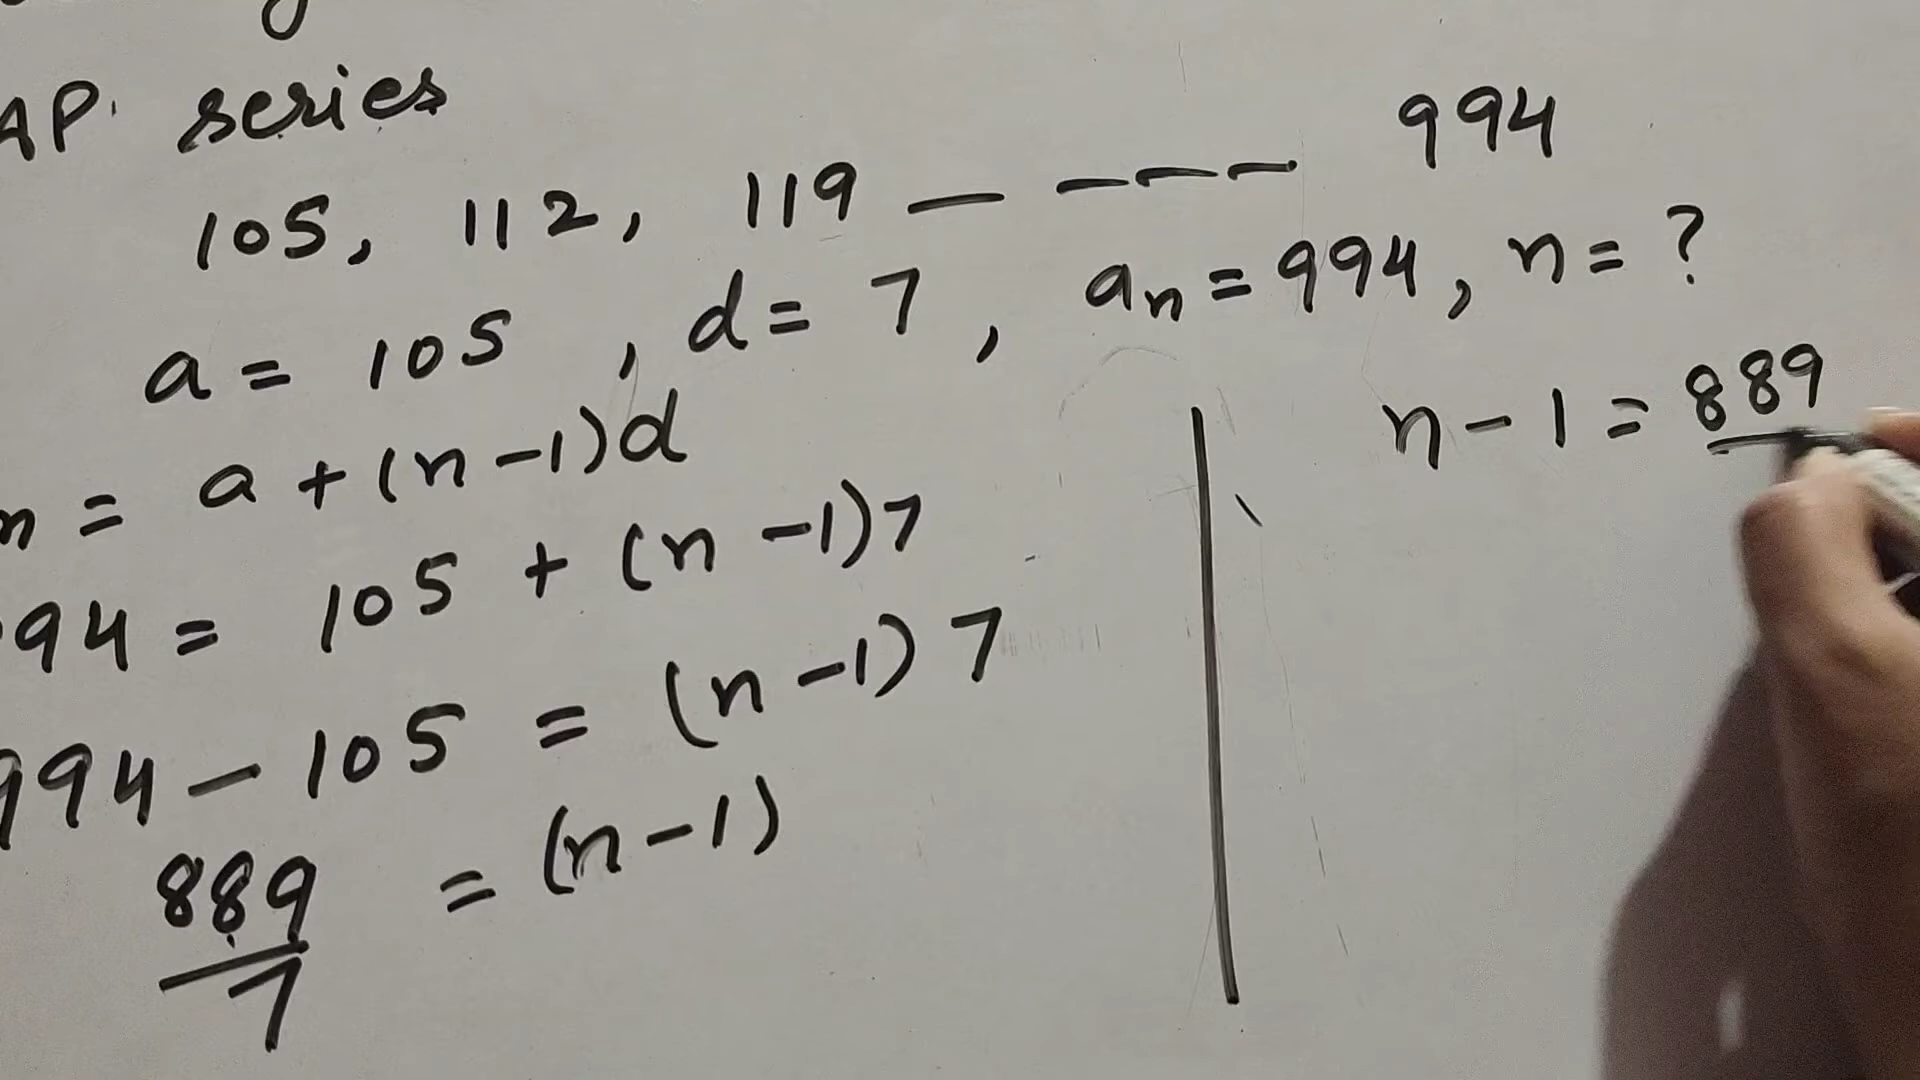 AP. series
105, 112, 119 _ _ _ _ 994
a = 105 , d = 7 , an = 994, n = ?
n = a + (n - 1)d
94 = 105 + (n - 1)7
994 - 105 = (n - 1) 7
889/7 = (n - 1)
n - 1 = 889